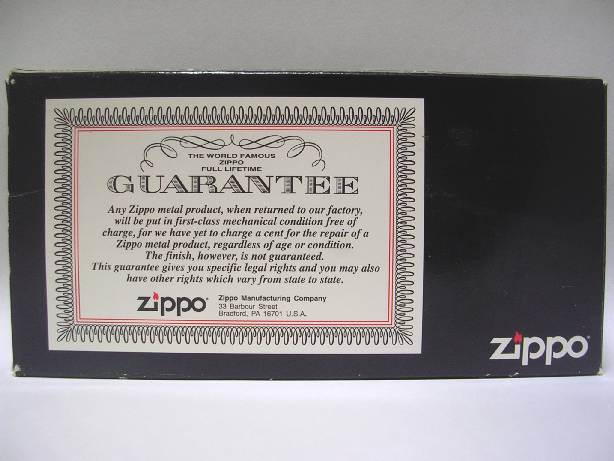 THE WORLD FAMOUS
ZIPPO
FULL LIFETIME
GUARANTEE
Any Zippo metal product, when returned to our factory,
will be put in first-class mechanical condition free of
charge, for we have yet to charge a cent for the repair of a
Zippo metal product, regardless of age or condition.
The finish, however, is not guaranteed.
This guarantee gives you specific legal rights and you may also
have other rights which vary from state to state.
Zippo®
Zippo Manufacturing Company
33 Barbour Street
Bradford, PA 16701 U.S.A.
Zippo®